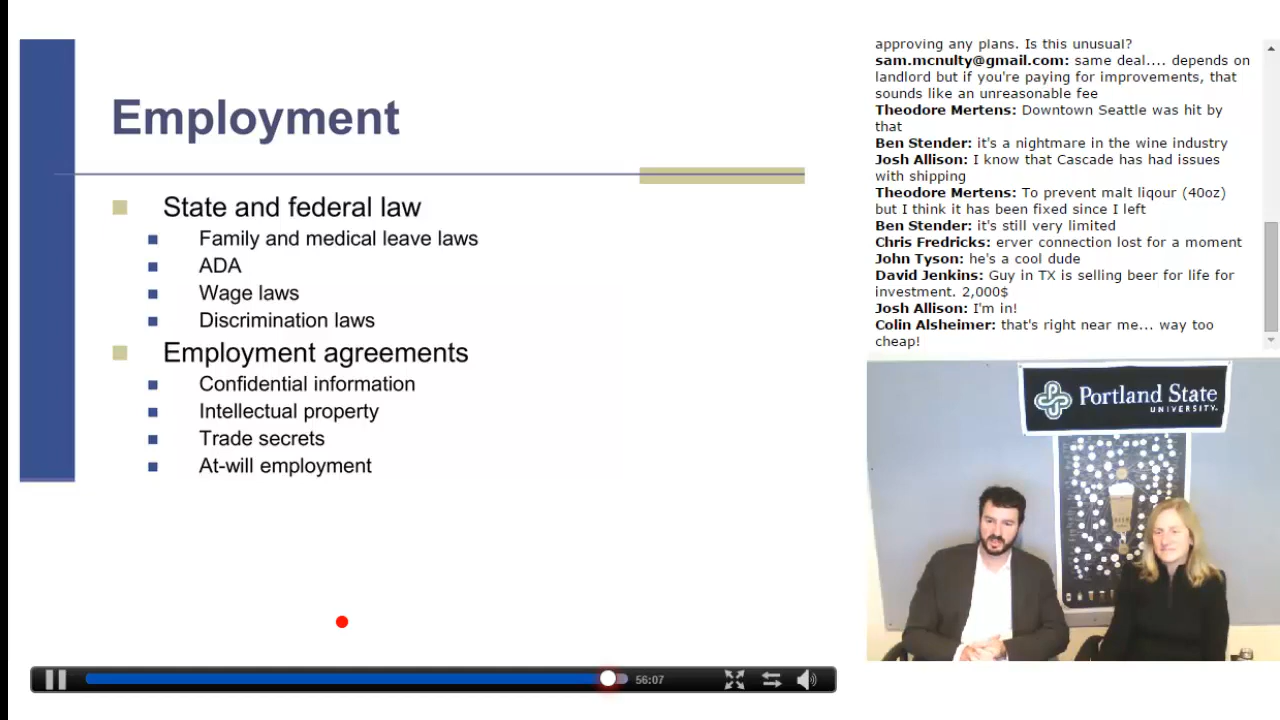 Employment
State and federal law
Family and medical leave laws
ADA
Wage laws
Discrimination laws
Employment agreements
Confidential information
Intellectual property
Trade secrets
At-will employment
56:07
approving any plans. Is this unusual?
sam.mcnulty@gmail.com: same deal.... depends on
landlord but if you're paying for improvements, that
sounds like an unreasonable fee
Theodore Mertens: Downtown Seattle was hit by
that
Ben Stender: it's a nightmare in the wine industry
Josh Allison: I know that Cascade has had issues
with shipping
Theodore Mertens: To prevent malt liqour (40oz)
but I think it has been fixed since I left
Ben Stender: it's still very limited
Chris Fredricks: erver connection lost for a moment
John Tyson: he's a cool dude
David Jenkins: Guy in TX is selling beer for life for
investment. 2,000$
Josh Allison: I'm in!
Colin Alsheimer: that's right near me... way too
cheap!
Portland State
UNIVERSITY